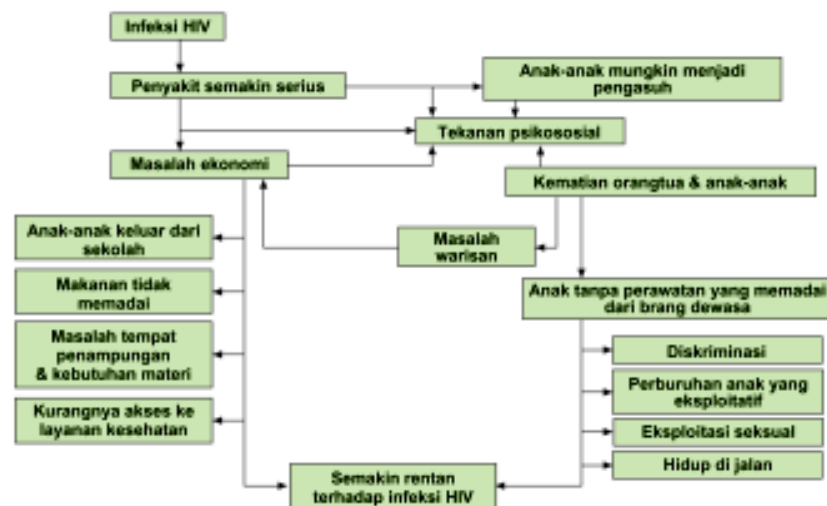 Infeksi HIV
Penyakit semakin serius
Anak-anak mungkin menjadi
pengasuh
Tekanan psikososial
Masalah ekonomi
Kematian orangtua & anak-anak
Anak-anak keluar dari
sekolah
Masalah
warisan
Makanan tidak
memadai
Anak tanpa perawatan yang memadai
dari brang dewasa
Masalah tempat
penampungan
& kebutuhan materi
Diskriminasi
Perburuhan anak yang
eksploitatif
Kurangnya akses ke
layanan kesehatan
Eksploitasi seksual
Hidup di jalan
Semakin rentan
terhadap infeksi HIV